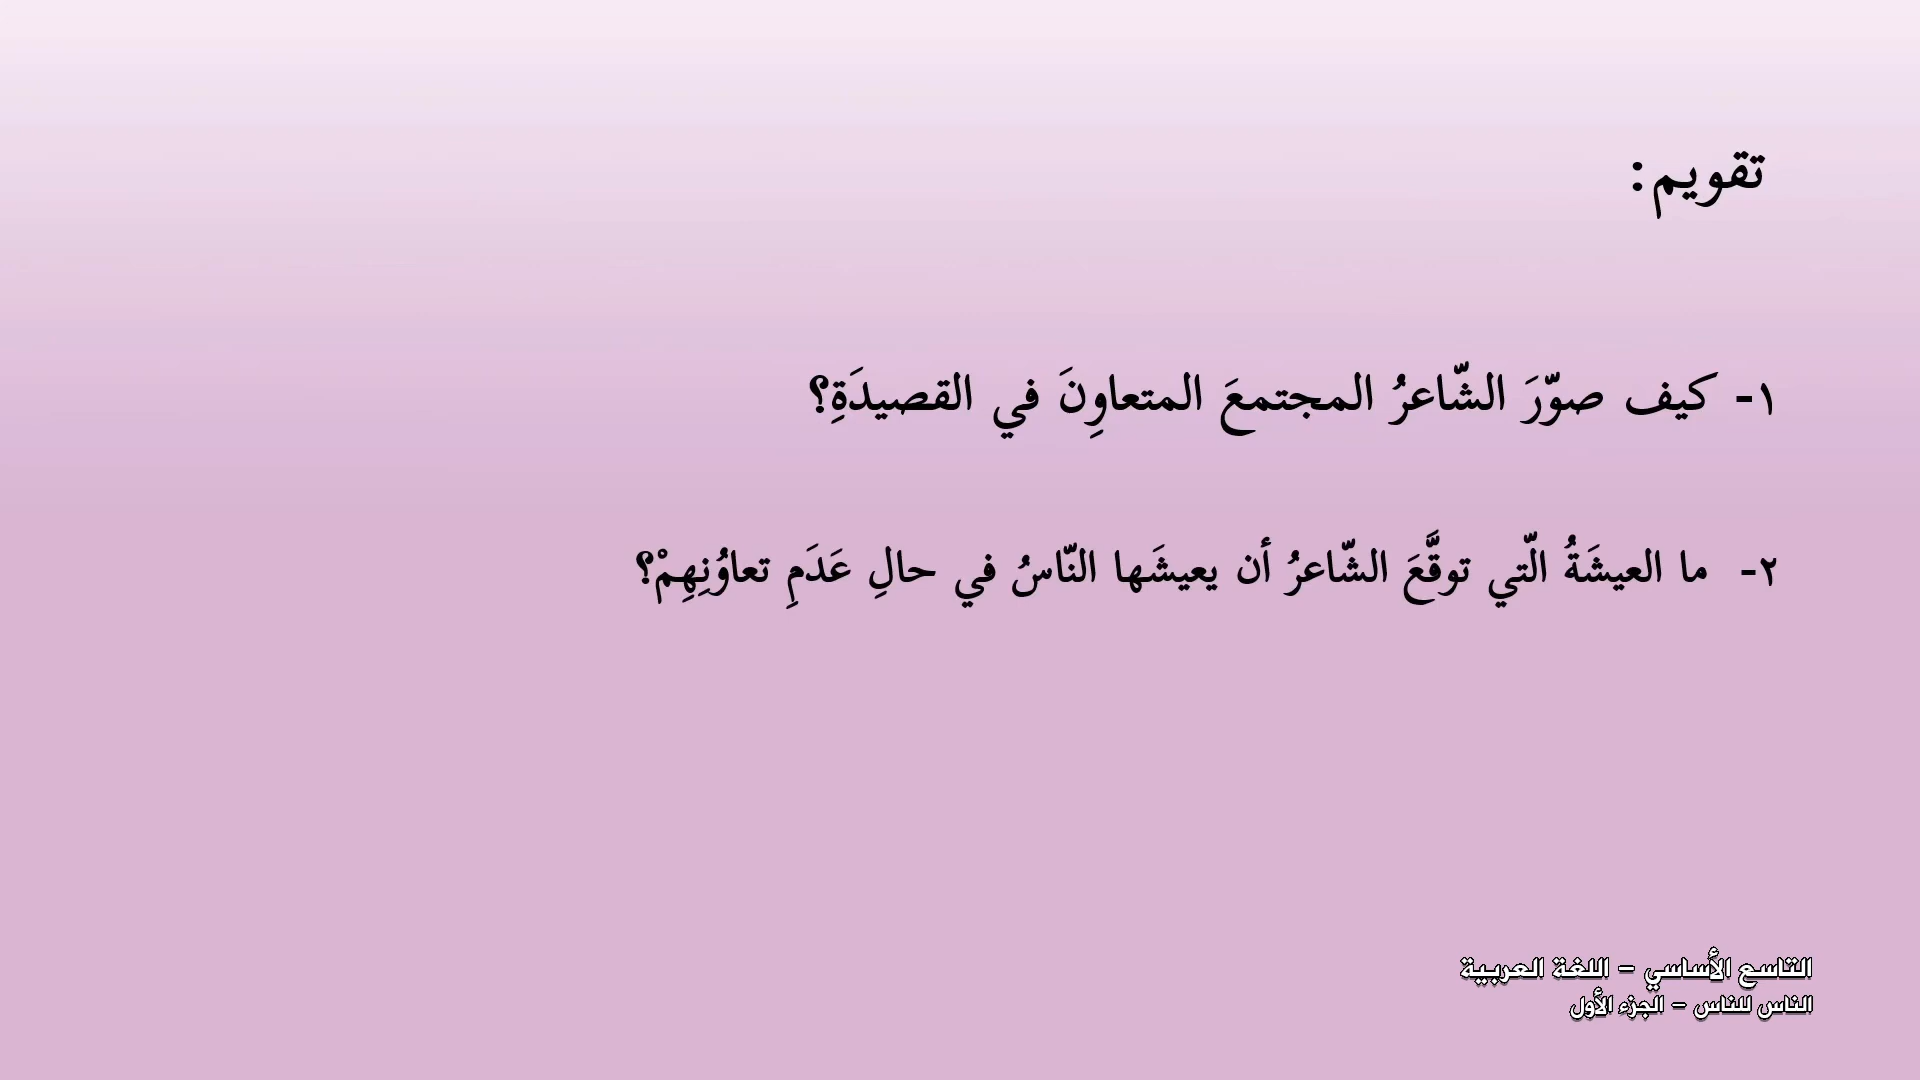 تقويم:
١- كيف صوّرَ الشّاعرُ المجتمعَ المتعاوِنَ في القصيدَةِ؟
٢- ما العيشَةُ الّتي توقَّعَ الشّاعرُ أن يعيشَها النّاسُ في حالِ عَدَمِ تعاوُنِهِمْ؟
التاسع الأساسي – اللغة العربية
الناس للناس – الجزء الأول